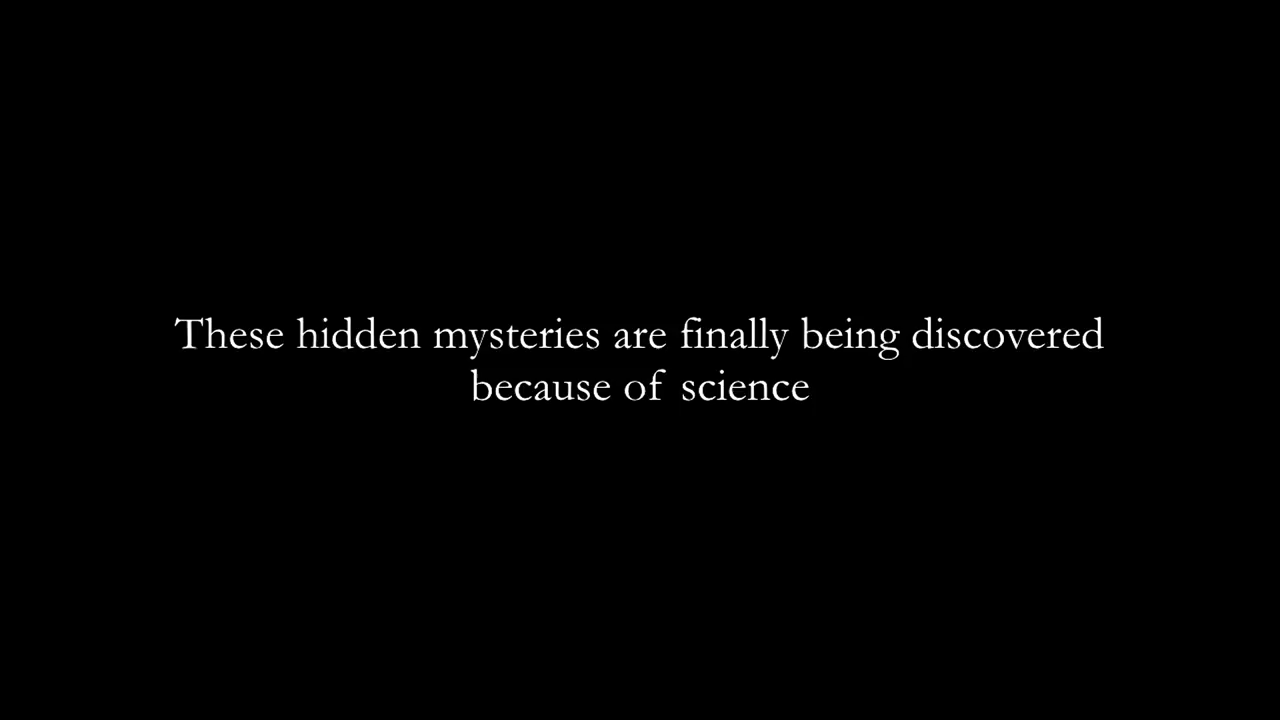 These hidden mysteries are finally being discovered
because of science